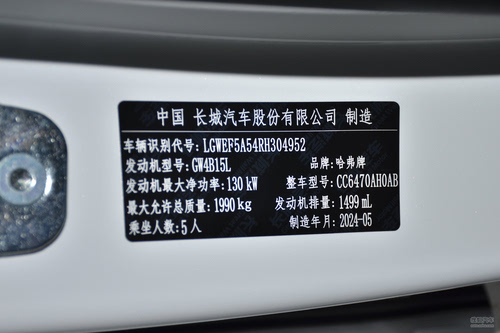 中国 长城汽车股份有限公司 制造
车辆识别代号: LGWEF5A54RH304952
发动机型号: GW4B15L 品牌: 哈弗牌
发动机最大净功率: 130 kW 整车型号: CC6470AH0AB
最大允许总质量: 1990 kg 发动机排量: 1499 mL
乘坐人数: 5人 制造年月: 2024-05